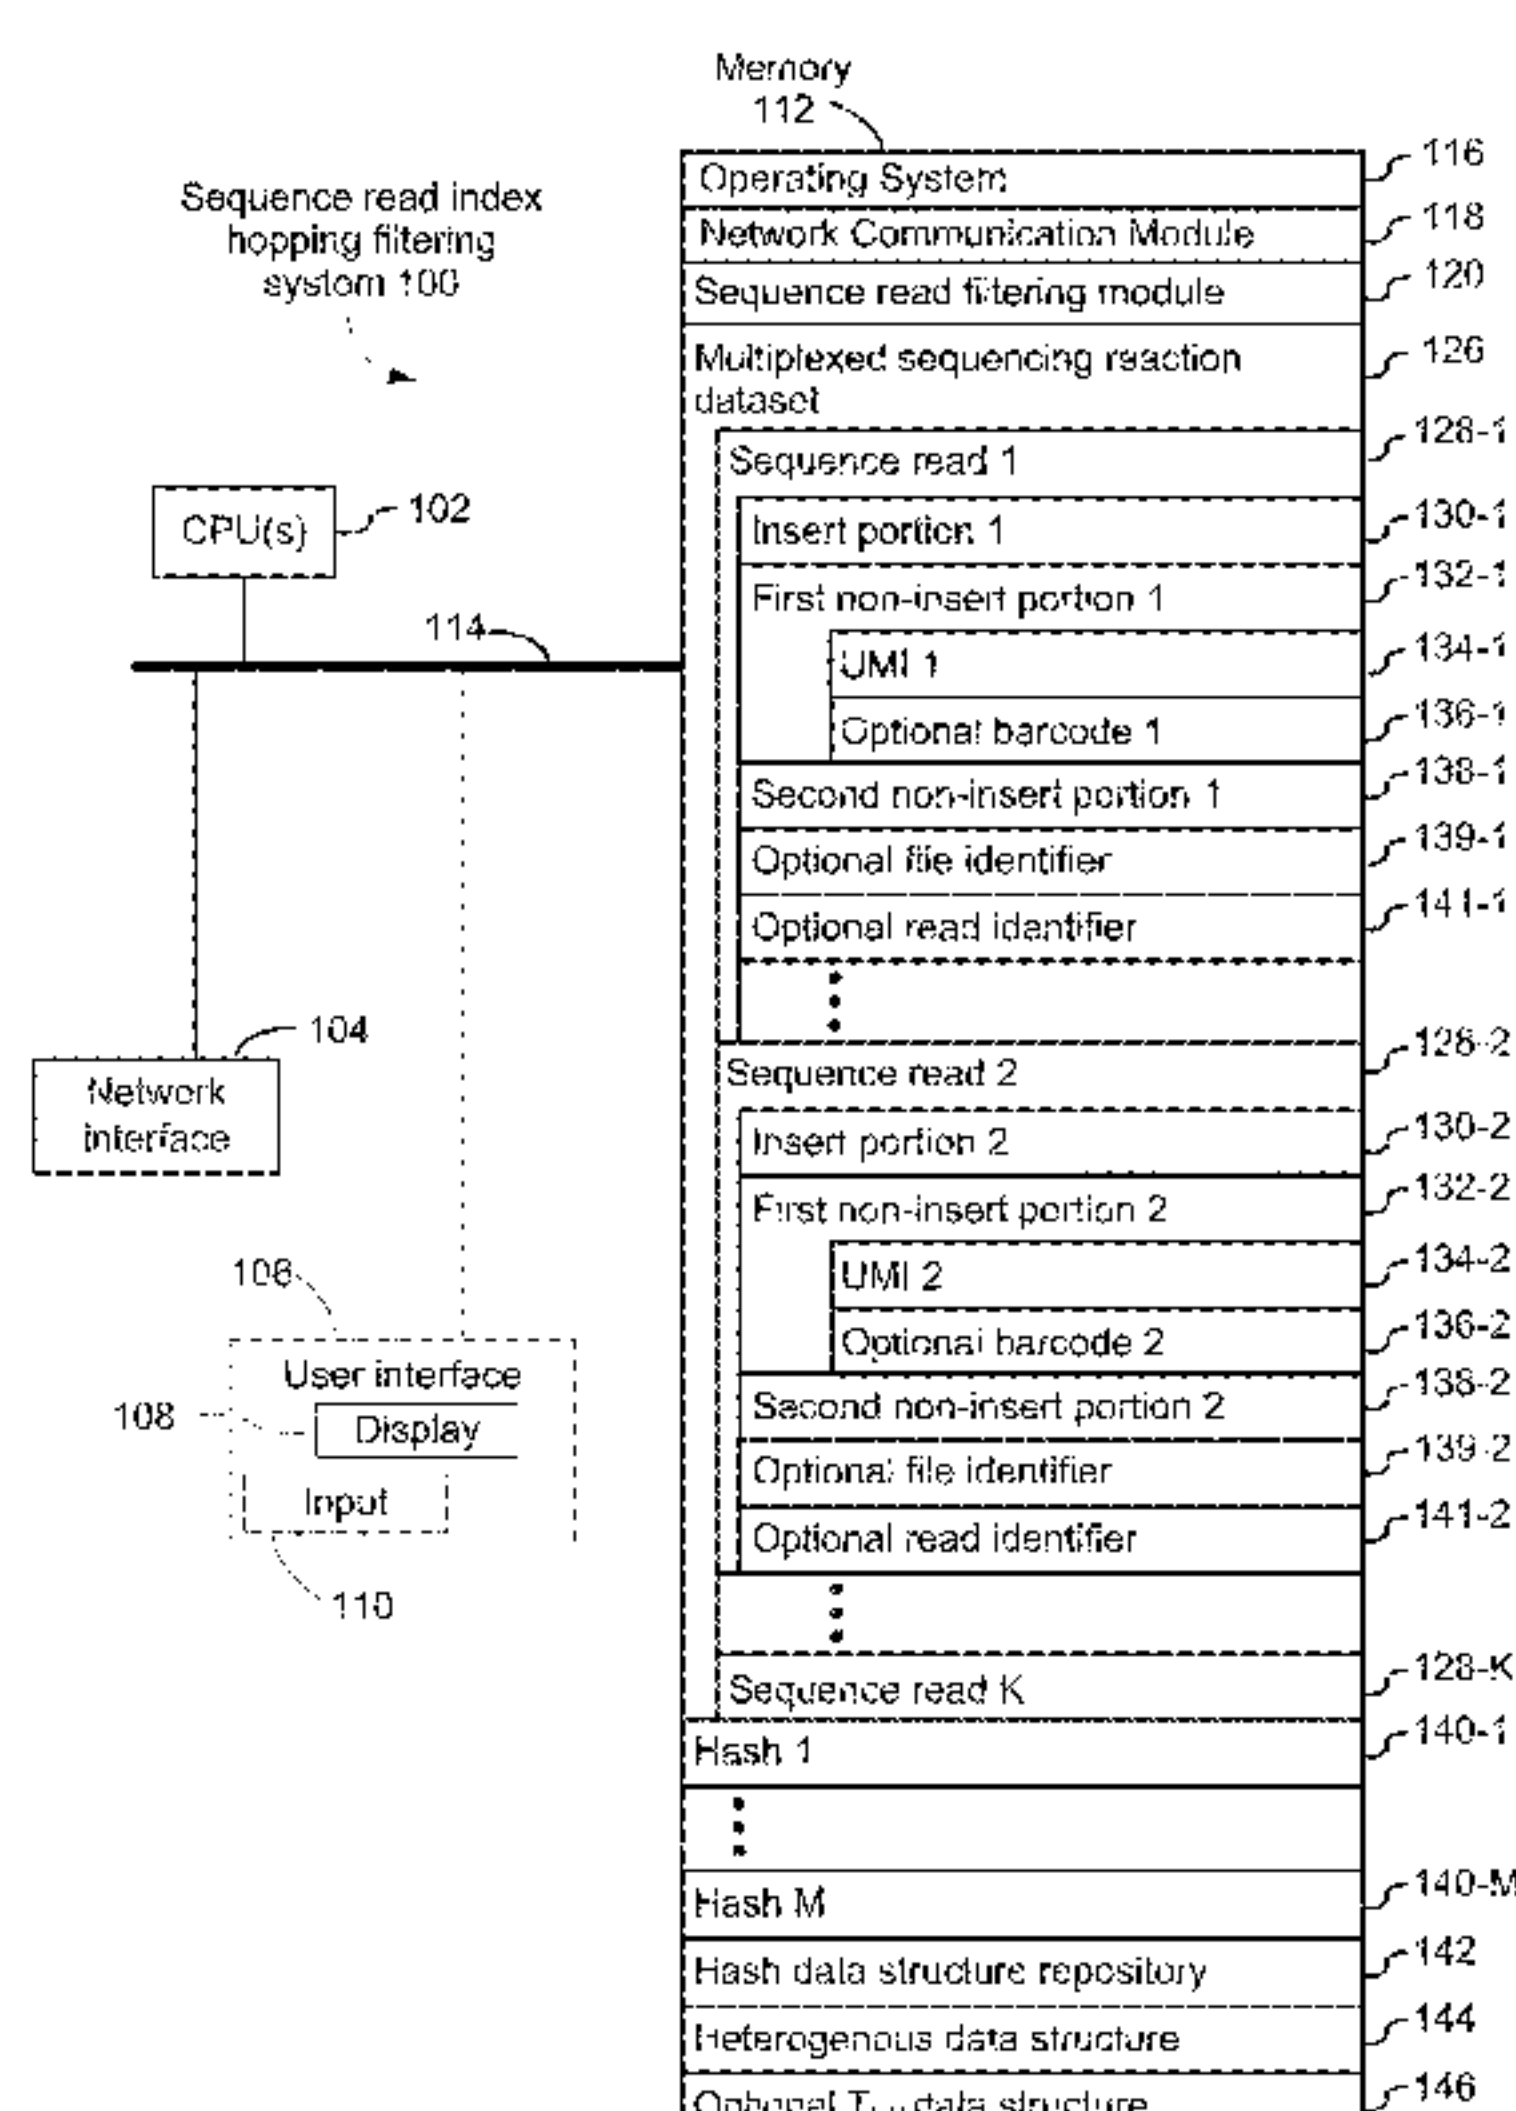 Memory
112
Sequence read index
hopping filtering
system 100
Operating System
116
Network Communication Module
118
Sequence read filtering module
120
Multiplexed sequencing reaction
dataset
126
Sequence read 1
128-1
CPU(s)
102
Insert portion 1
130-1
First non-insert portion 1
132-1
114
UMI 1
134-1
Optional barcode 1
136-1
Second non-insert portion 1
138-1
Optional file identifier
139-1
Optional read identifier
141-1
104
Network
interface
Sequence read 2
128-2
Insert portion 2
130-2
First non-insert portion 2
132-2
106
UMI 2
134-2
Optional barcode 2
136-2
User interface
108
Display
Input
110
Second non-insert portion 2
138-2
Optional file identifier
139-2
Optional read identifier
141-2
Sequence read K
128-K
Hash 1
140-1
Hash M
140-M
Hash data structure repository
142
Heterogenous data structure
144
Optional data structure
146